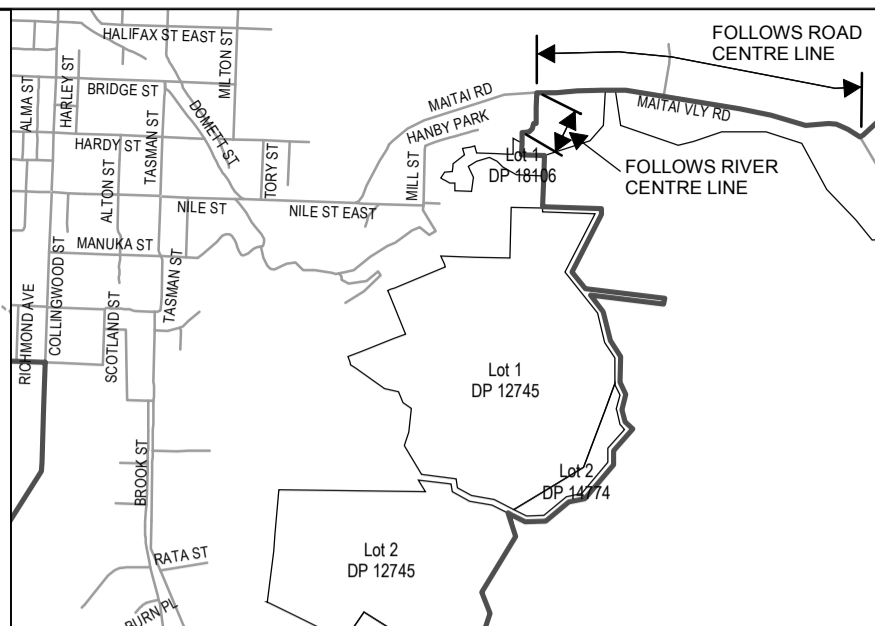 HALIFAX ST EAST
MILTON ST
FOLLOWS ROAD
CENTRE LINE
ALMA ST
HARLEY ST
BRIDGE ST
DOMETT ST
MAITAI RD
MAITAI VLY RD
HANBY PARK
HARDY ST
TASMAN ST
TORY ST
ALTON ST
MILL ST
Lot 1
DP 18106
FOLLOWS RIVER
CENTRE LINE
NILE ST
NILE ST EAST
MANUKA ST
COLLINGWOOD ST
TASMAN ST
RICHMOND AVE
SCOTLAND ST
Lot 1
DP 12745
BROOK ST
Lot 2
DP 14774
RATA ST
Lot 2
DP 12745
BURN PL